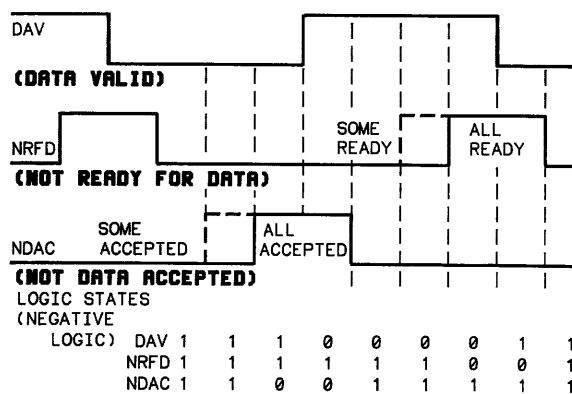 DAV
(DATA VALID)
SOME READY
ALL READY
NRFD
(NOT READY FOR DATA)
NDAC
SOME ACCEPTED
ALL ACCEPTED
(NOT DATA ACCEPTED)
LOGIC STATES
(NEGATIVE
LOGIC) DAV 1 1 1 0 0 0 0 1 1
NRFD 1 1 1 1 1 1 0 0 1
NDAC 1 1 0 0 1 1 1 1 1